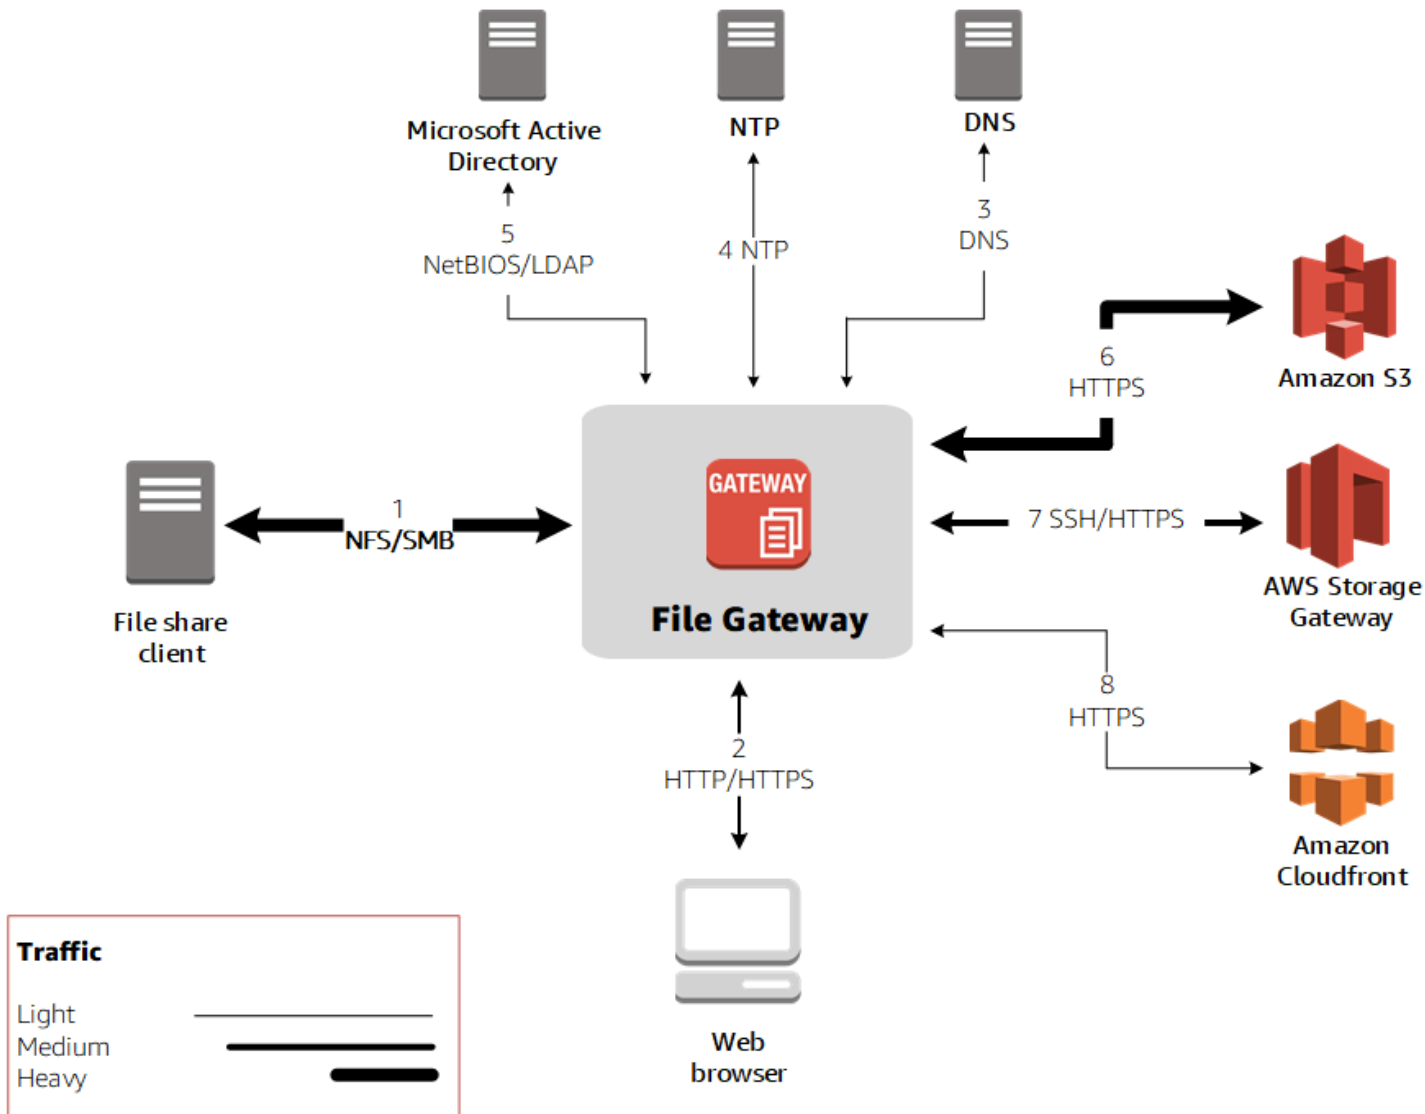 Microsoft Active
Directory
NTP
DNS
5
NetBIOS/LDAP
4 NTP
3
DNS
6
HTTPS
Amazon S3
1
NFS/SMB
File share
client
GATEWAY
File Gateway
7 SSH/HTTPS
AWS Storage
Gateway
8
HTTPS
Amazon
Cloudfront
2
HTTP/HTTPS
Web
browser
Traffic
Light
Medium
Heavy